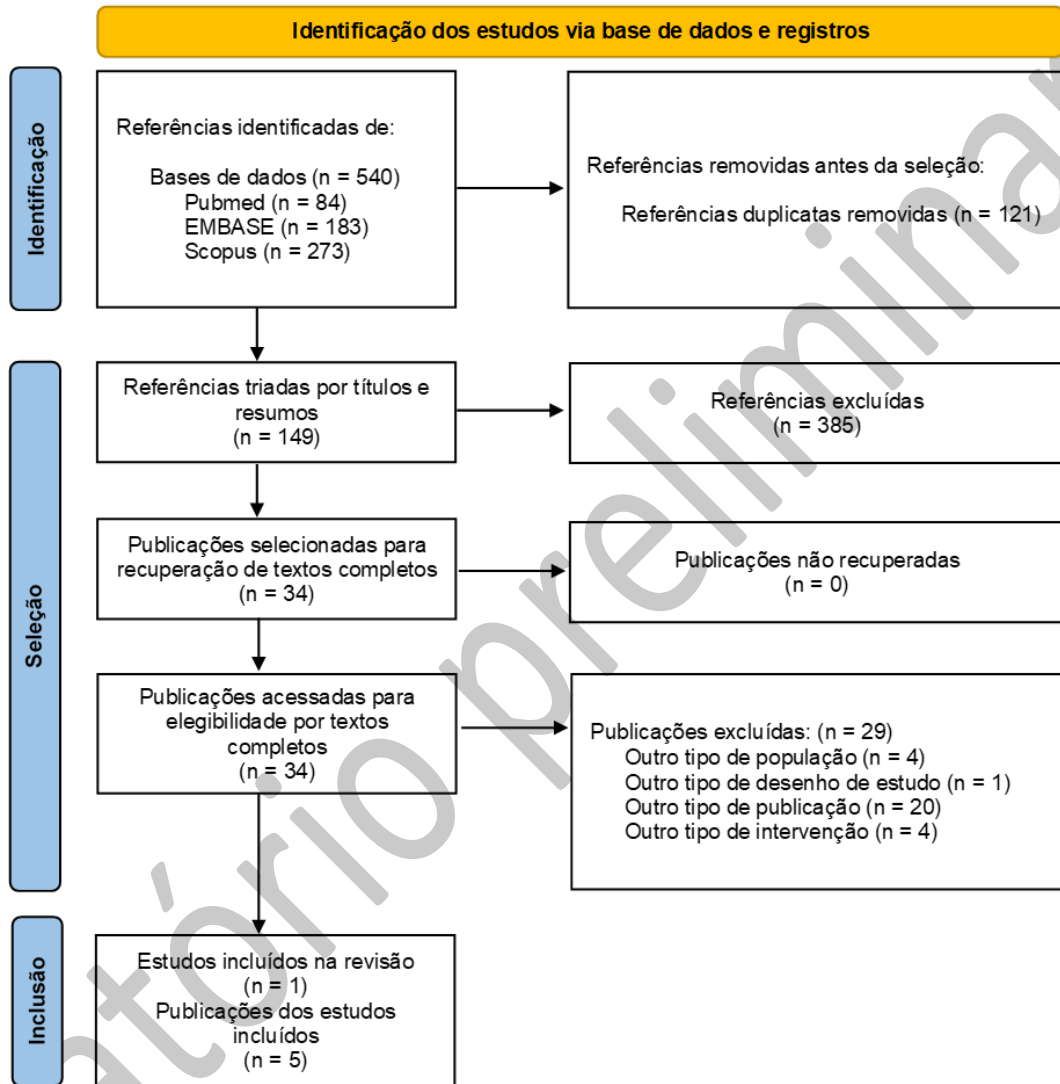 Identificação dos estudos via base de dados e registros
Identificação
Referências identificadas de:
Bases de dados (n = 540)
Pubmed (n = 84)
EMBASE (n = 183)
Scopus (n = 273)
Referências removidas antes da seleção:
Referências duplicatas removidas (n = 121)
Seleção
Referências triadas por títulos e
resumos
(n = 149)
Referências excluídas
(n = 385)
Publicações selecionadas para
recuperação de textos completos
(n = 34)
Publicações não recuperadas
(n = 0)
Publicações acessadas para
elegibilidade por textos
completos
(n = 34)
Publicações excluídas: (n = 29)
Outro tipo de população (n = 4)
Outro tipo de desenho de estudo (n = 1)
Outro tipo de publicação (n = 20)
Outro tipo de intervenção (n = 4)
Inclusão
Estudos incluídos na revisão
(n = 1)
Publicações dos estudos
incluídos
(n = 5)
atório preliminar